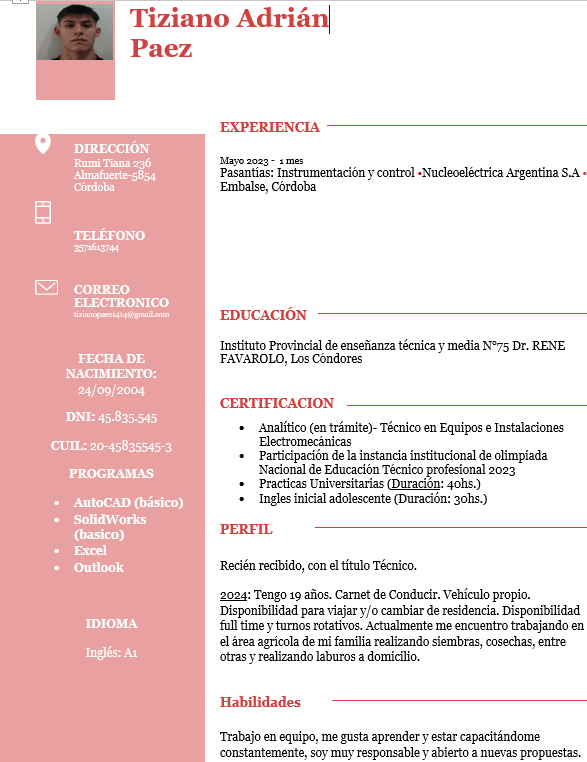 Tiziano Adrián
Paez
DIRECCIÓN
Rumi Tiana 236
Almafuerte-5854
Córdoba
TELÉFONO
3571613744
CORREO
ELECTRONICO
tizianopaez1414@gmail.com
FECHA DE
NACIMIENTO:
24/09/2004
DNI: 45.835.545
CUIL: 20-45835545-3
PROGRAMAS
• AutoCAD (básico)
• SolidWorks
(basico)
• Excel
• Outlook
IDIOMA
Inglés: A1
EXPERIENCIA
Mayo 2023 - 1 mes
Pasantías: Instrumentación y control •Nucleoeléctrica Argentina S.A •
Embalse, Córdoba
EDUCACIÓN
Instituto Provincial de enseñanza técnica y media N°75 Dr. RENE
FAVAROLO, Los Cóndores
CERTIFICACION
• Analítico (en trámite)- Técnico en Equipos e Instalaciones
Electromecánicas
• Participación de la instancia institucional de olimpiada
Nacional de Educación Técnico profesional 2023
• Practicas Universitarias (Duración: 40hs.)
• Ingles inicial adolescente (Duración: 30hs.)
PERFIL
Recién recibido, con el título Técnico.
2024: Tengo 19 años. Carnet de Conducir. Vehículo propio.
Disponibilidad para viajar y/o cambiar de residencia. Disponibilidad
full time y turnos rotativos. Actualmente me encuentro trabajando en
el área agrícola de mi familia realizando siembras, cosechas, entre
otras y realizando laburos a domicilio.
Habilidades
Trabajo en equipo, me gusta aprender y estar capacitándome
constantemente, soy muy responsable y abierto a nuevas propuestas.